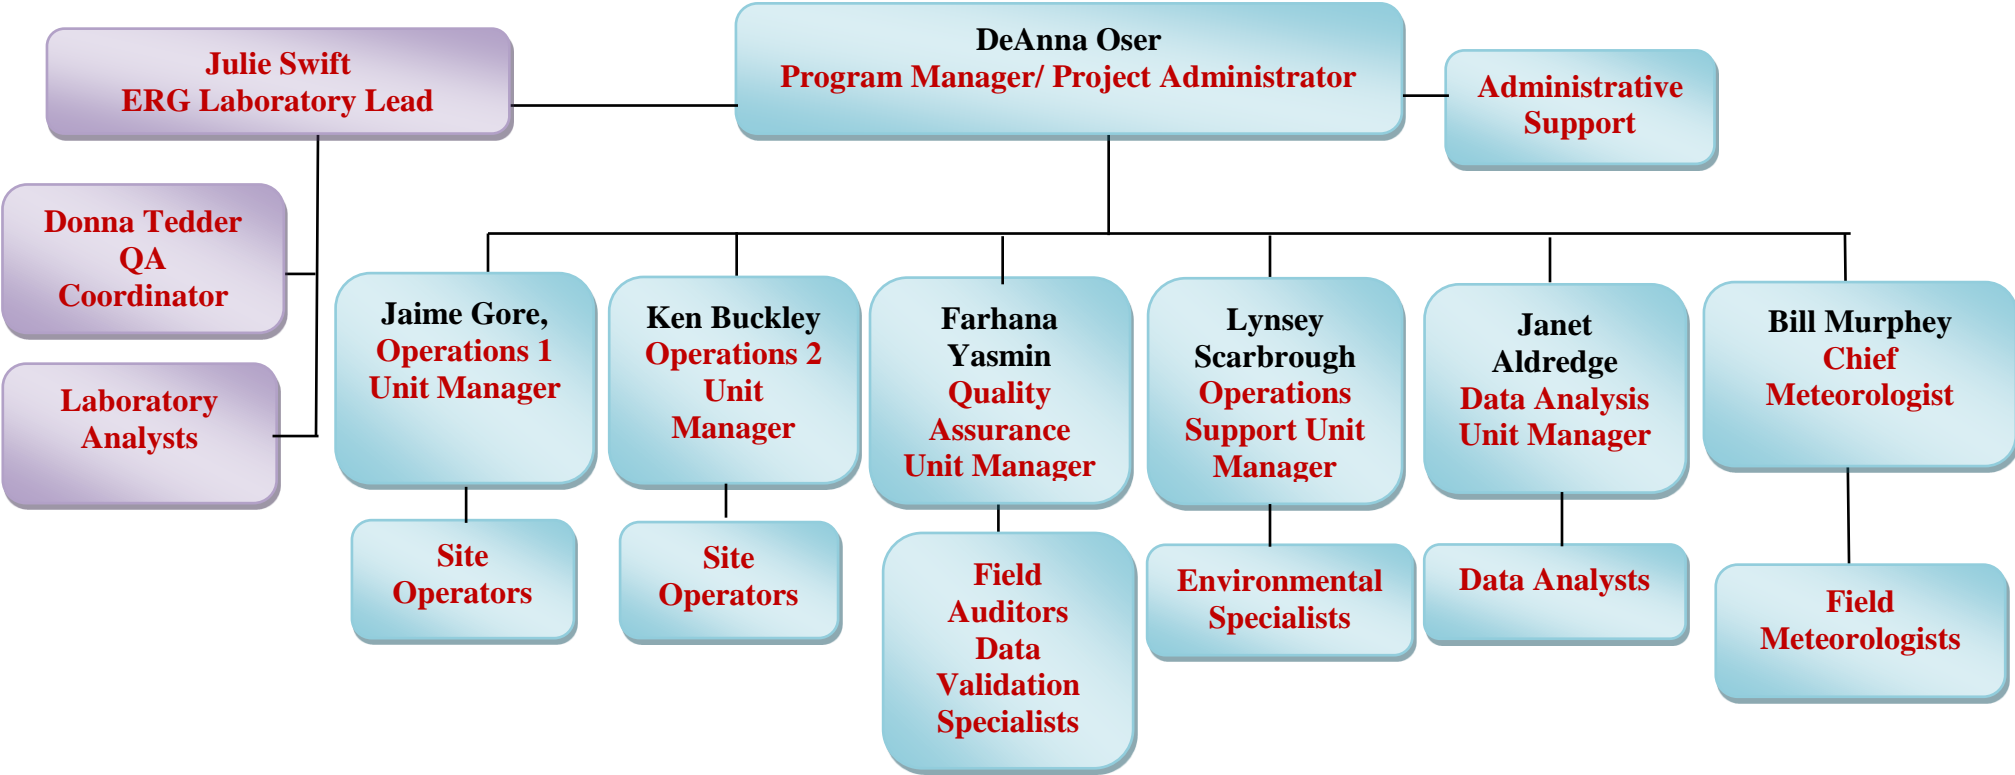 Julie Swift
ERG Laboratory Lead
DeAnna Oser
Program Manager/ Project Administrator
Administrative
Support
Donna Tedder
QA
Coordinator
Laboratory
Analysts
Jaime Gore,
Operations 1
Unit Manager
Ken Buckley
Operations 2
Unit
Manager
Farhana
Yasmin
Quality
Assurance
Unit Manager
Lynsey
Scarbrough
Operations
Support Unit
Manager
Janet
Aldredge
Data Analysis
Unit Manager
Bill Murphey
Chief
Meteorologist
Site
Operators
Site
Operators
Field
Auditors
Data
Validation
Specialists
Environmental
Specialists
Data Analysts
Field
Meteorologists